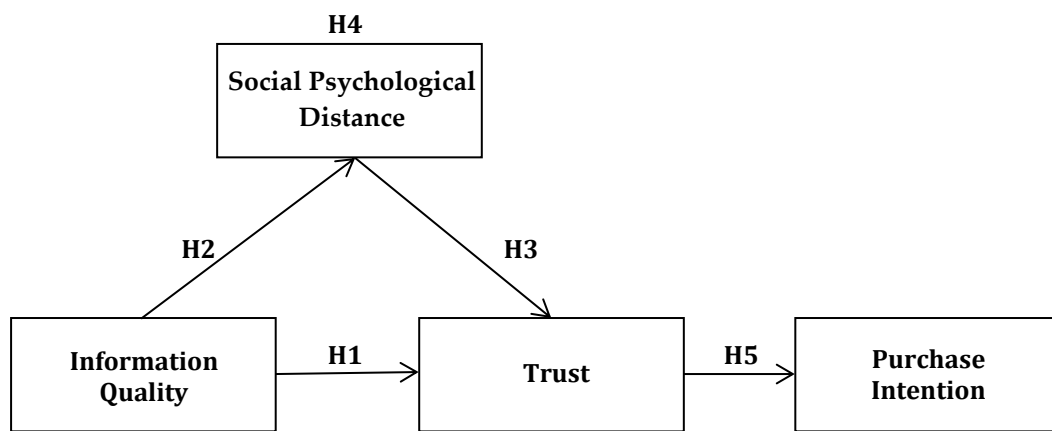 H4
Social Psychological
Distance
H2
H3
Information
Quality
H1
Trust
H5
Purchase
Intention